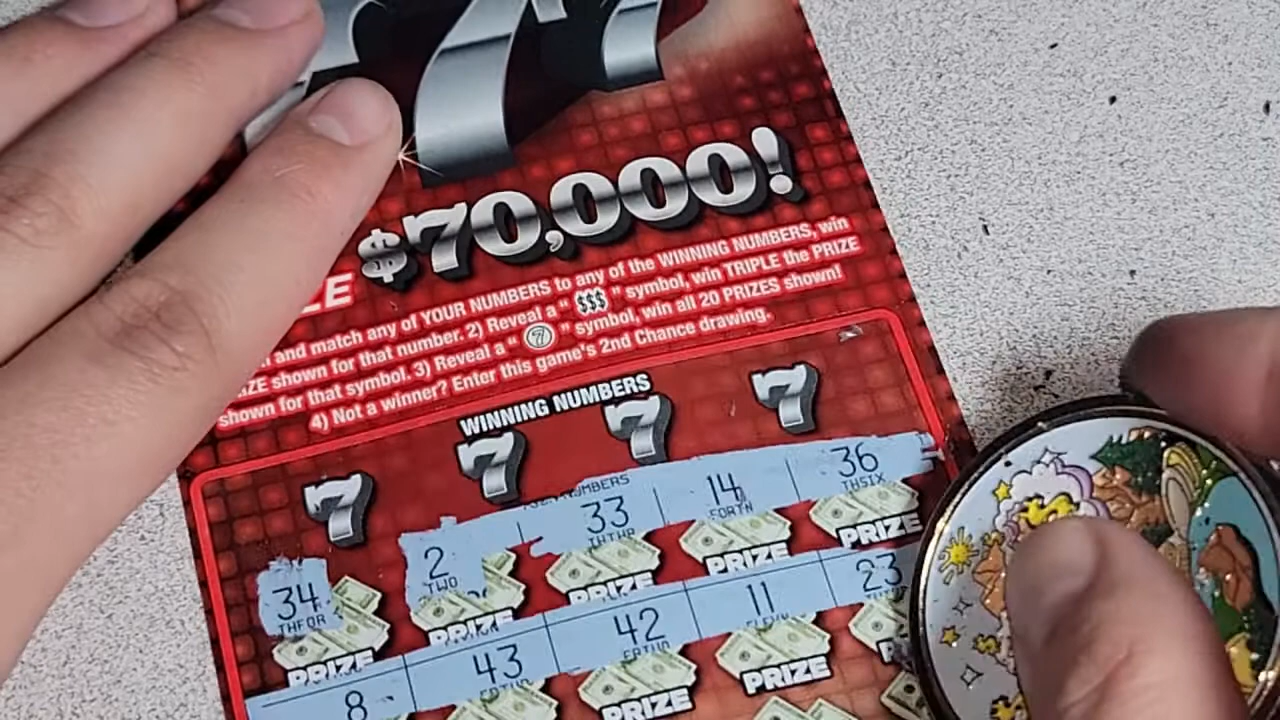 77
$70,000!
ZE
and match any of YOUR NUMBERS to any of the WINNING NUMBERS, win
ZE shown for that number. 2) Reveal a "$$$" symbol, win TRIPLE the PRIZE
shown for that symbol. 3) Reveal a "7" symbol, win all 20 PRIZES shown!
4) Not a winner? Enter this game's 2nd Chance drawing.
WINNING NUMBERS
7 7 7 7
UMBERS
34 2 33 14 36
THFOR TWO THTHR FORTN THSIX
PRIZE PRIZE PRIZE PRIZE PRIZE
8 43 42 11 23
PRIZE PRIZE